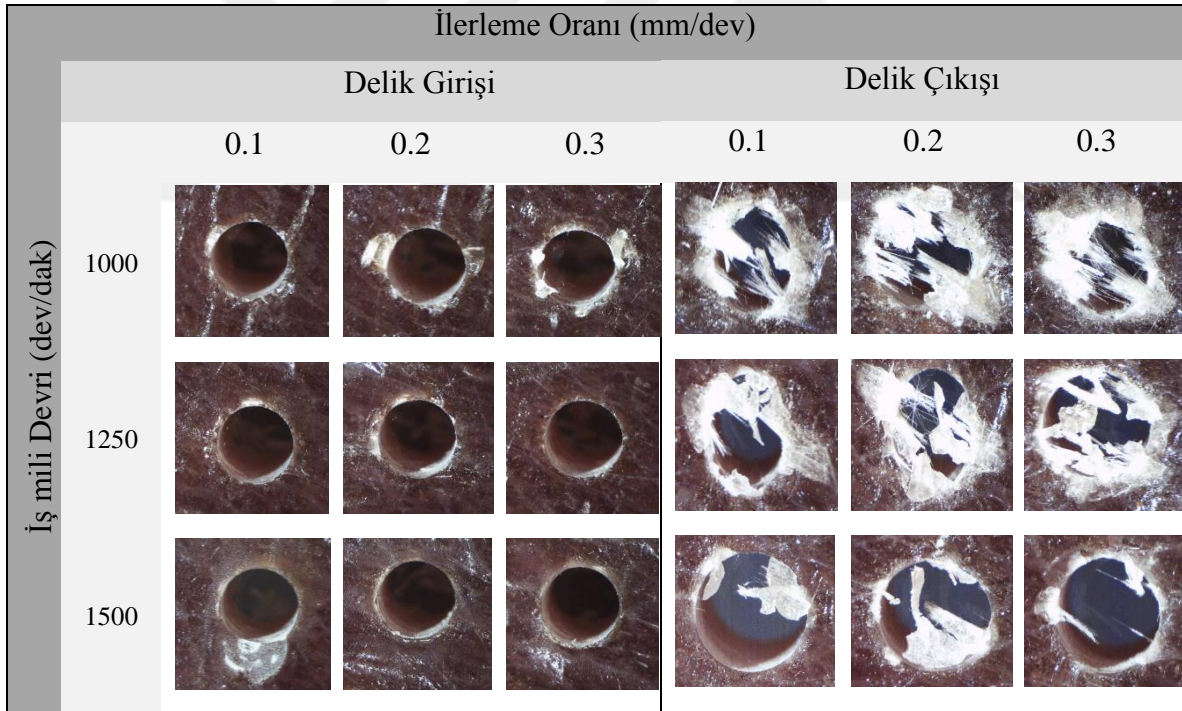 İlerleme Oranı (mm/dev)
Delik Girişi
Delik Çıkışı
0.1 0.2 0.3 0.1 0.2 0.3
İş mili Devri (dev/dak)
1000
1250
1500